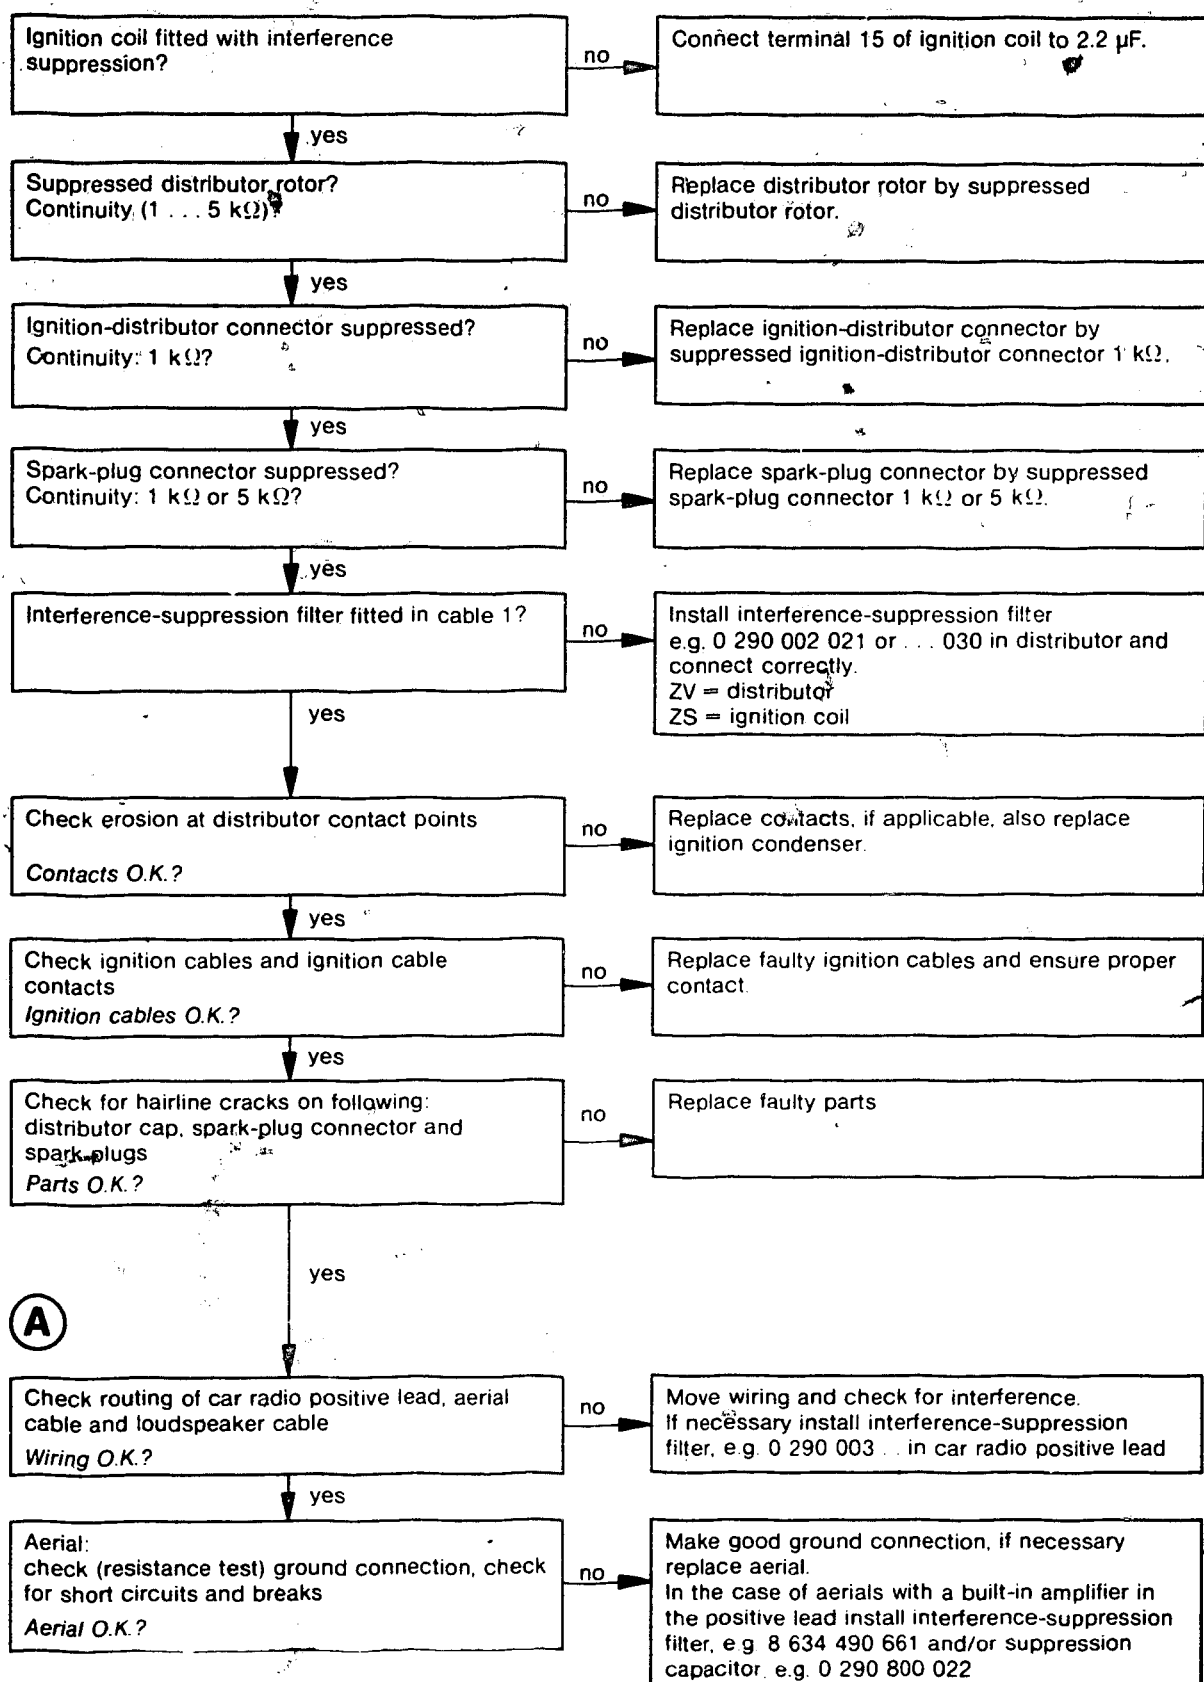 Ignition coil fitted with interference
suppression?
no
Connect terminal 15 of ignition coil to 2.2 µF.
yes
Suppressed distributor rotor?
Continuity (1 ... 5 kΩ)?
no
Replace distributor rotor by suppressed
distributor rotor.
yes
Ignition-distributor connector suppressed?
Continuity: 1 kΩ?
no
Replace ignition-distributor connector by
suppressed ignition-distributor connector 1 kΩ.
yes
Spark-plug connector suppressed?
Continuity: 1 kΩ or 5 kΩ?
no
Replace spark-plug connector by suppressed
spark-plug connector 1 kΩ or 5 kΩ.
yes
Interference-suppression filter fitted in cable 1?
no
Install interference-suppression filter
e.g. 0 290 002 021 or ... 030 in distributor and
connect correctly.
ZV = distributor
ZS = ignition coil
yes
Check erosion at distributor contact points
Contacts O.K.?
no
Replace contacts, if applicable, also replace
ignition condenser.
yes
Check ignition cables and ignition cable
contacts
Ignition cables O.K.?
no
Replace faulty ignition cables and ensure proper
contact.
yes
Check for hairline cracks on following:
distributor cap, spark-plug connector and
spark-plugs
Parts O.K.?
no
Replace faulty parts
yes
A
Check routing of car radio positive lead, aerial
cable and loudspeaker cable
Wiring O.K.?
no
Move wiring and check for interference.
If necessary install interference-suppression
filter, e.g. 0 290 003 .. in car radio positive lead
yes
Aerial:
check (resistance test) ground connection, check
for short circuits and breaks
Aerial O.K.?
no
Make good ground connection, if necessary
replace aerial.
In the case of aerials with a built-in amplifier in
the positive lead install interference-suppression
filter, e.g. 8 634 490 661 and/or suppression
capacitor, e.g. 0 290 800 022